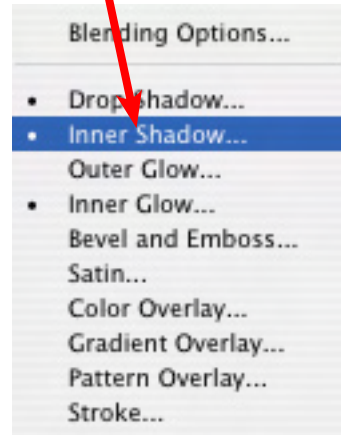 Blending Options...
• Drop Shadow...
• Inner Shadow...
Outer Glow...
• Inner Glow...
Bevel and Emboss...
Satin...
Color Overlay...
Gradient Overlay...
Pattern Overlay...
Stroke...